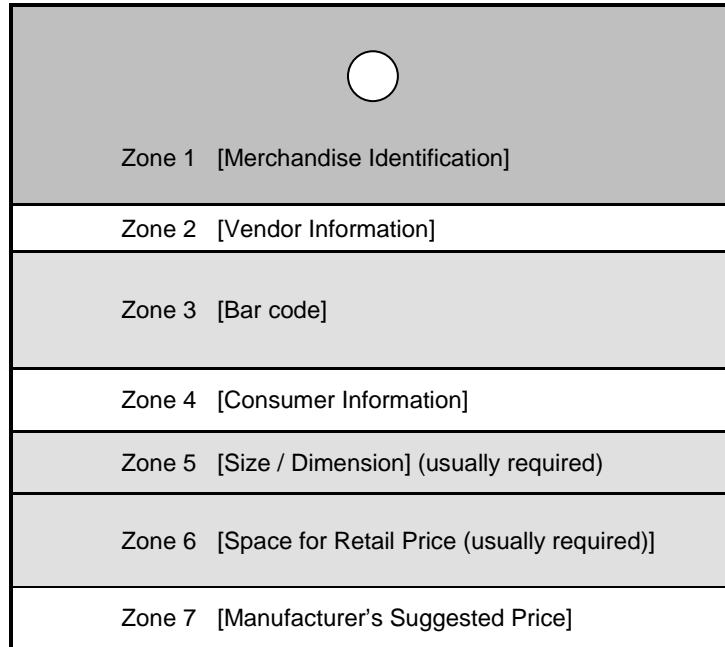 Zone 1 [Merchandise Identification]
Zone 2 [Vendor Information]
Zone 3 [Bar code]
Zone 4 [Consumer Information]
Zone 5 [Size / Dimension] (usually required)
Zone 6 [Space for Retail Price (usually required)]
Zone 7 [Manufacturer’s Suggested Price]